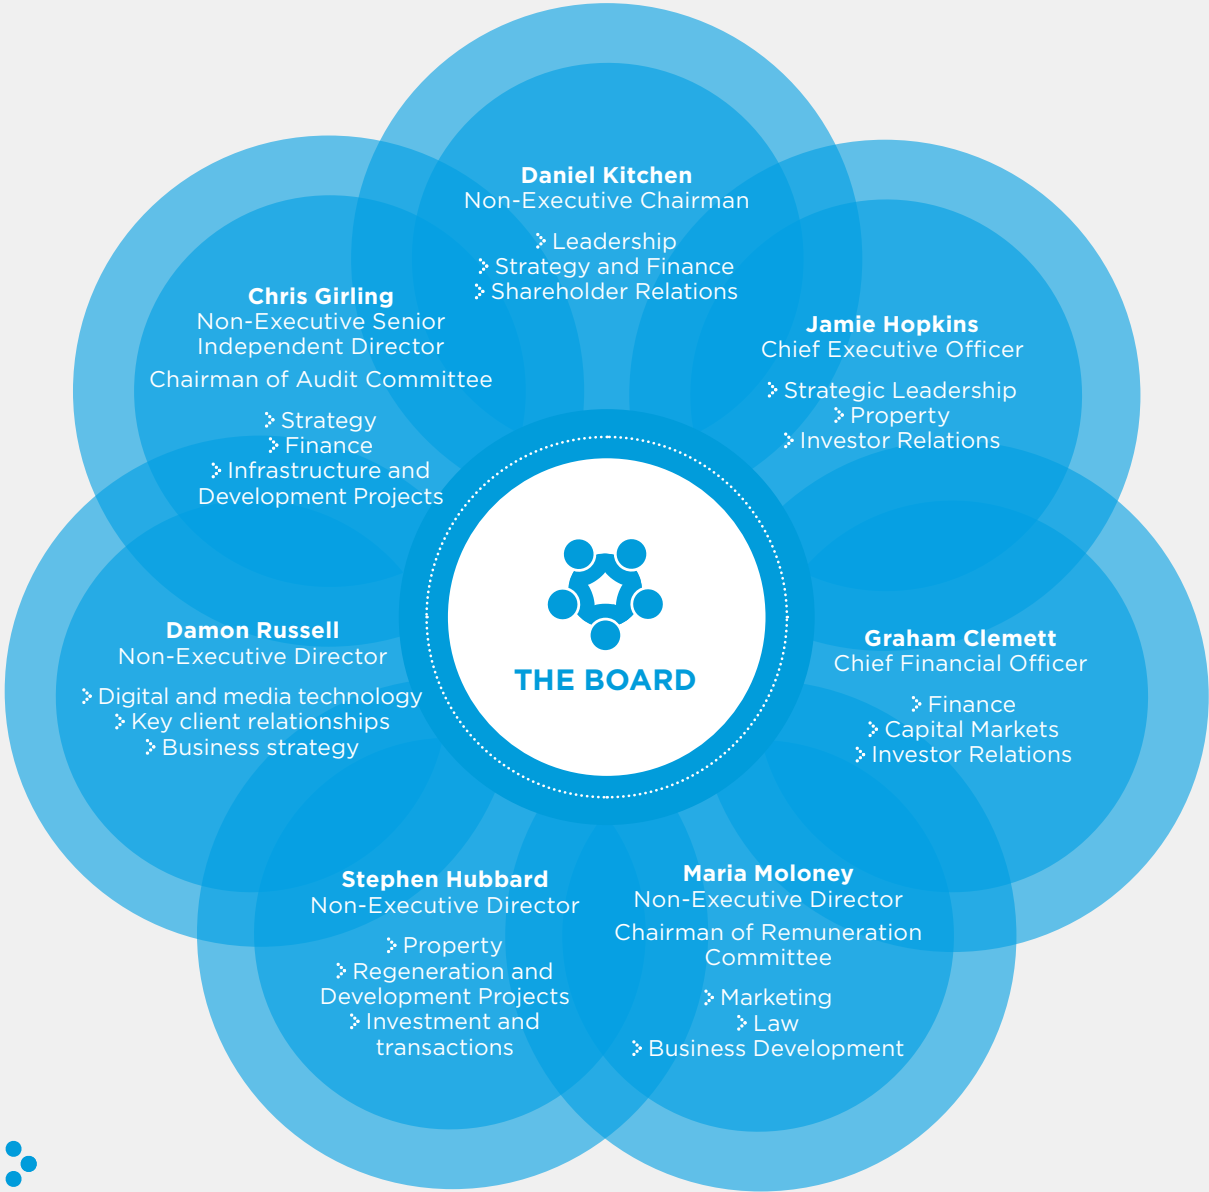 Daniel Kitchen
Non-Executive Chairman
Leadership
Strategy and Finance
Shareholder Relations
Chris Girling
Non-Executive Senior
Independent Director
Chairman of Audit Committee
Strategy
Finance
Infrastructure and
Development Projects
Jamie Hopkins
Chief Executive Officer
Strategic Leadership
Property
Investor Relations
THE BOARD
Damon Russell
Non-Executive Director
Digital and media technology
Key client relationships
Business strategy
Graham Clemett
Chief Financial Officer
Finance
Capital Markets
Investor Relations
Stephen Hubbard
Non-Executive Director
Property
Regeneration and
Development Projects
Investment and
transactions
Maria Moloney
Non-Executive Director
Chairman of Remuneration
Committee
Marketing
Law
Business Development